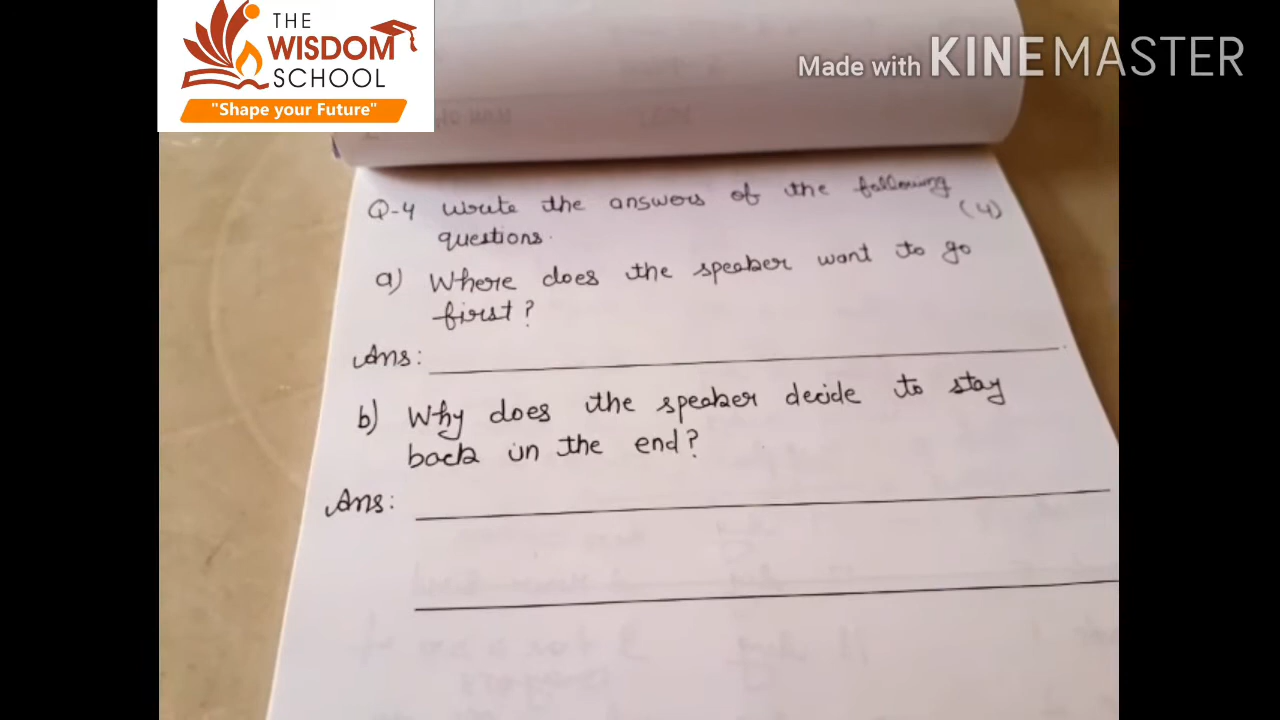 THE
WISDOM
SCHOOL
"Shape your Future"
Made with KINEMASTER
Q-4 Write the answers of the following
questions. (4)
a) Where does the speaker want to go
first?
Ans:
b) Why does the speaker decide to stay
back in the end?
Ans: